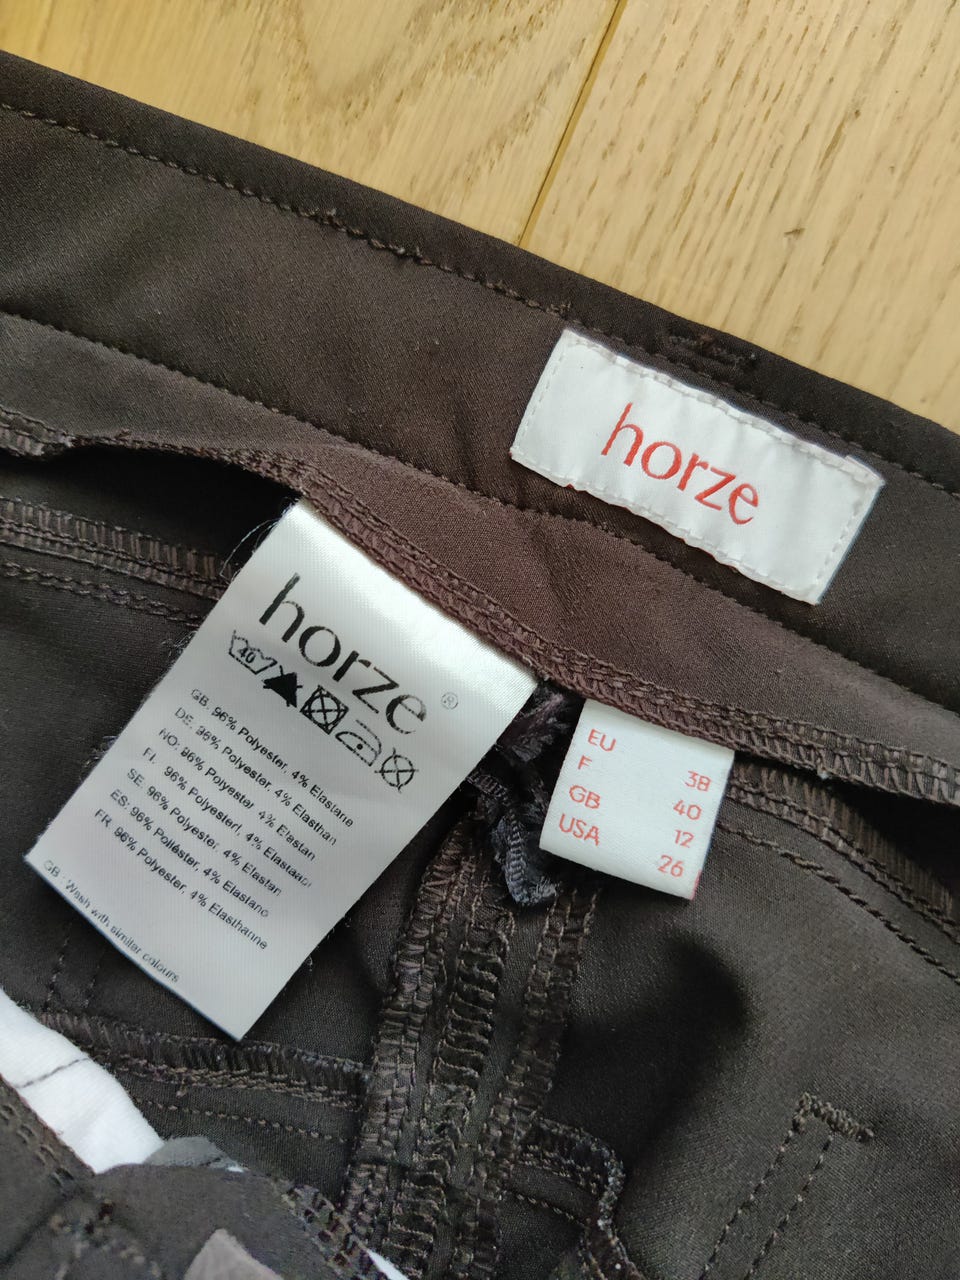 horze
horze®
40
GB: 96% Polyester, 4% Elastane
DE: 96% Polyester, 4% Elasthan
NO: 96% Polyester 4% Elastan
FI: 96% Polyesteri, 4% Elastaani
SE: 96% Polyester, 4% Elastan
ES: 96% Poliéster, 4% Elastano
FR: 96% Polyester, 4% Elasthanne
GB: Wash with similar colours
EU 38
F 40
GB 12
USA 26